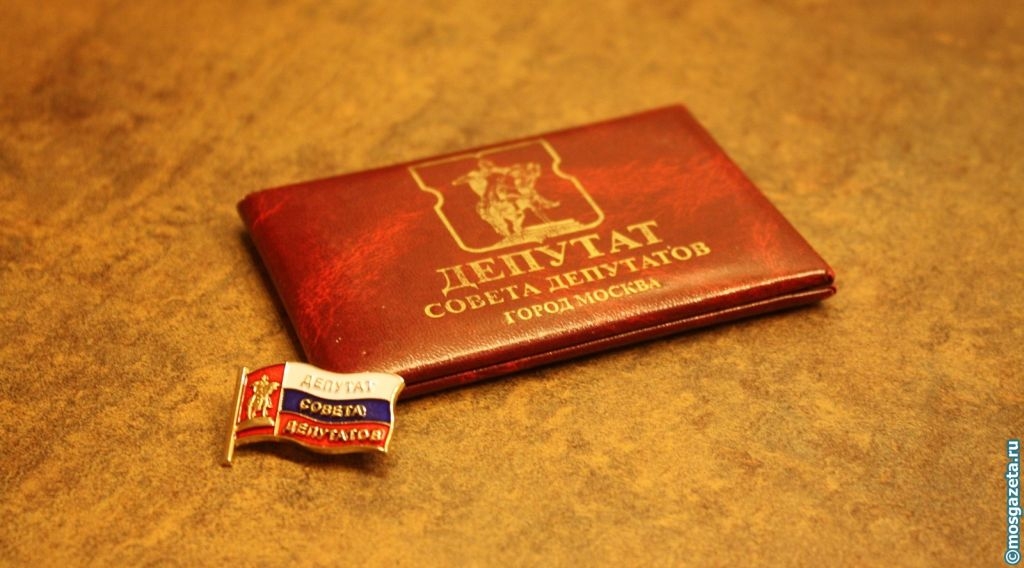 ДЕПУТАТ
СОВЕТА ДЕПУТАТОВ
ГОРОД МОСКВА
ДЕПУТАТ
СОВЕТА
ДЕПУТАТОВ
©mosgazeta.ru